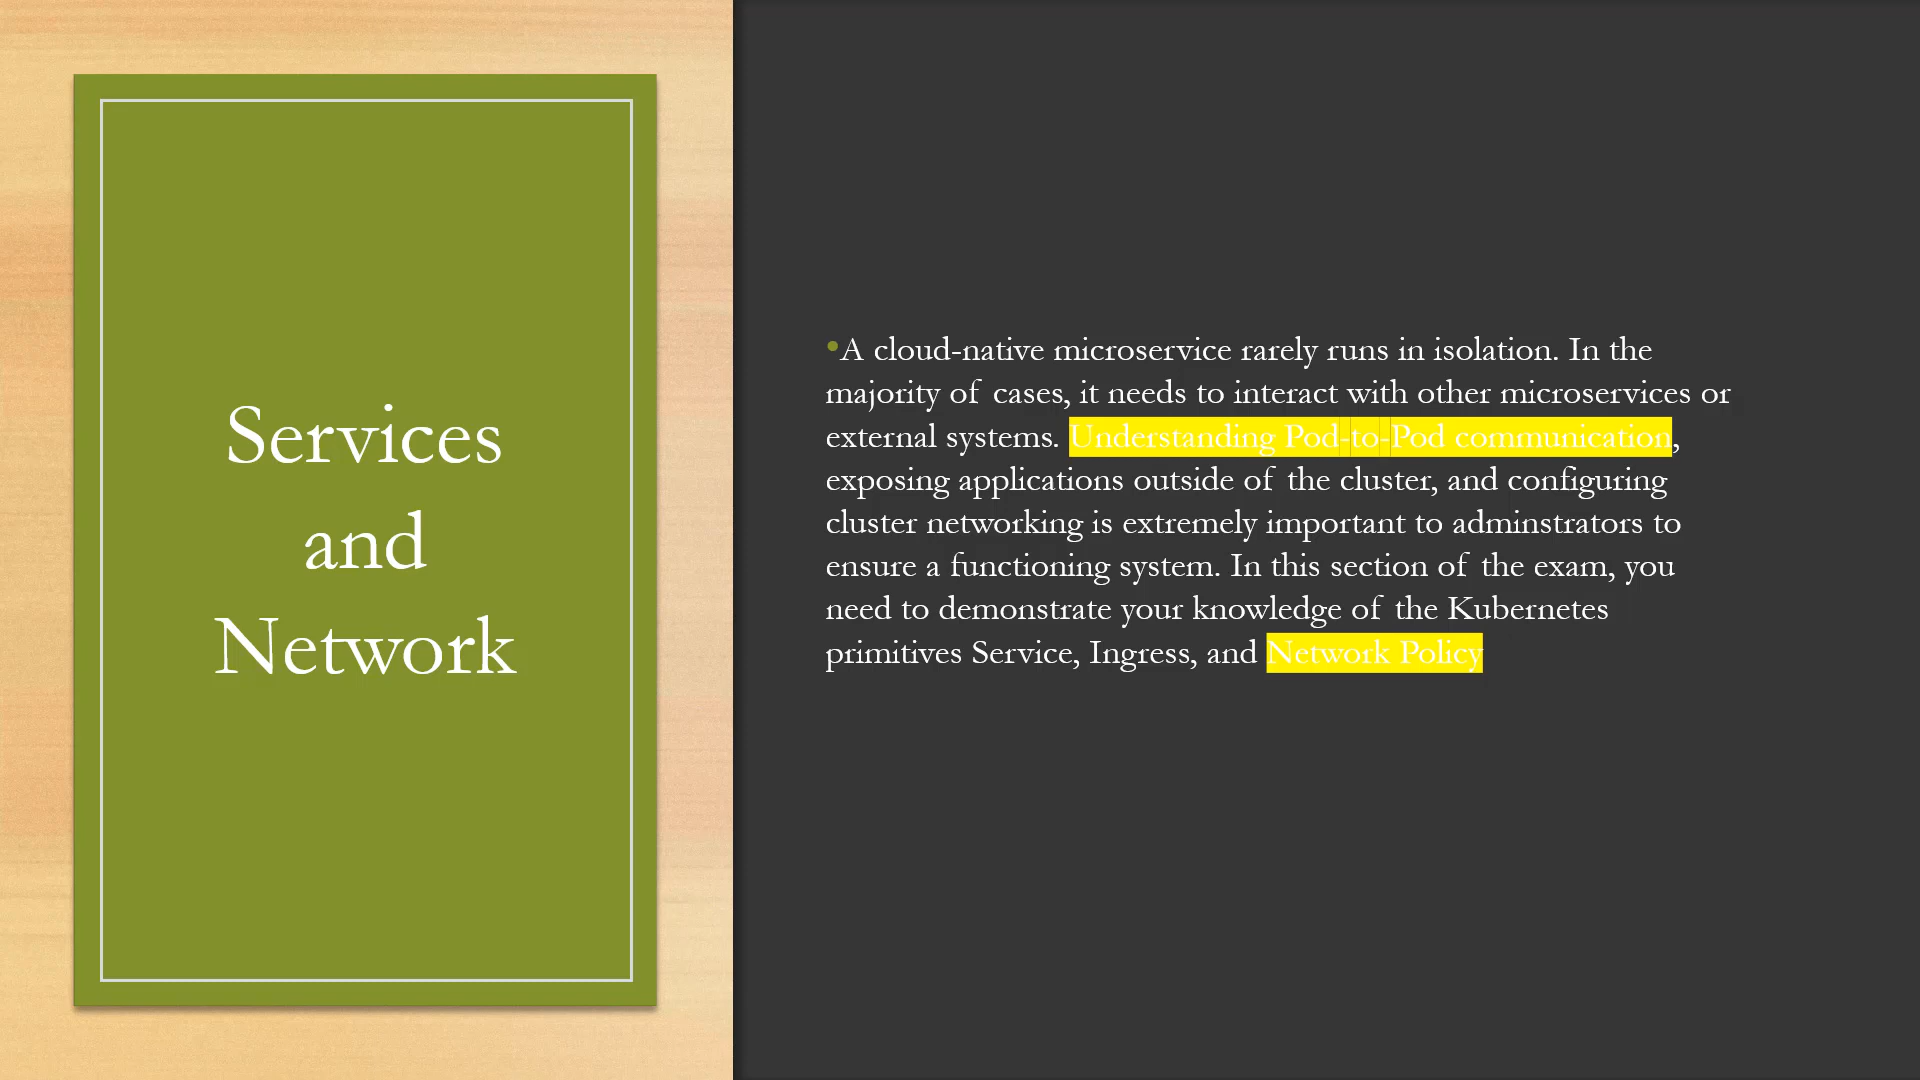 Services
and
Network
•A cloud-native microservice rarely runs in isolation. In the
majority of cases, it needs to interact with other microservices or
external systems. Understanding Pod-to-Pod communication,
exposing applications outside of the cluster, and configuring
cluster networking is extremely important to adminstrators to
ensure a functioning system. In this section of the exam, you
need to demonstrate your knowledge of the Kubernetes
primitives Service, Ingress, and Network Policy